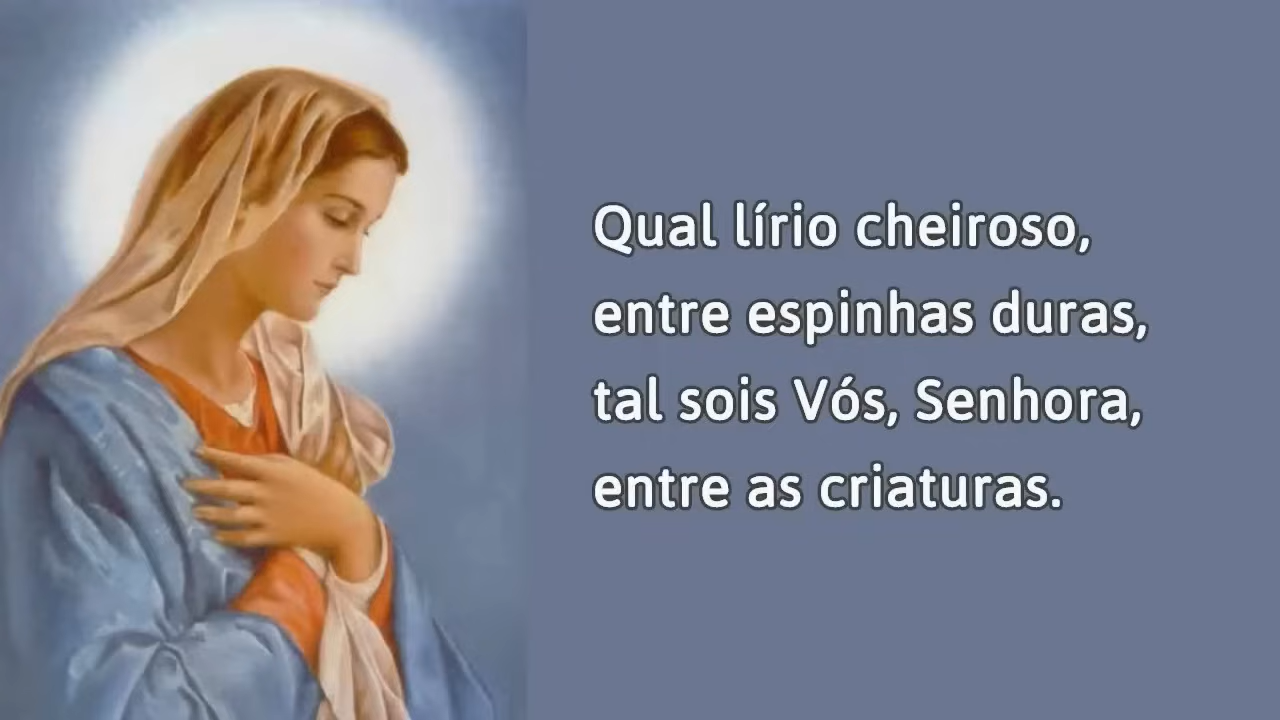 Qual lírio cheiroso,
entre espinhas duras,
tal sois Vós, Senhora,
entre as criaturas.